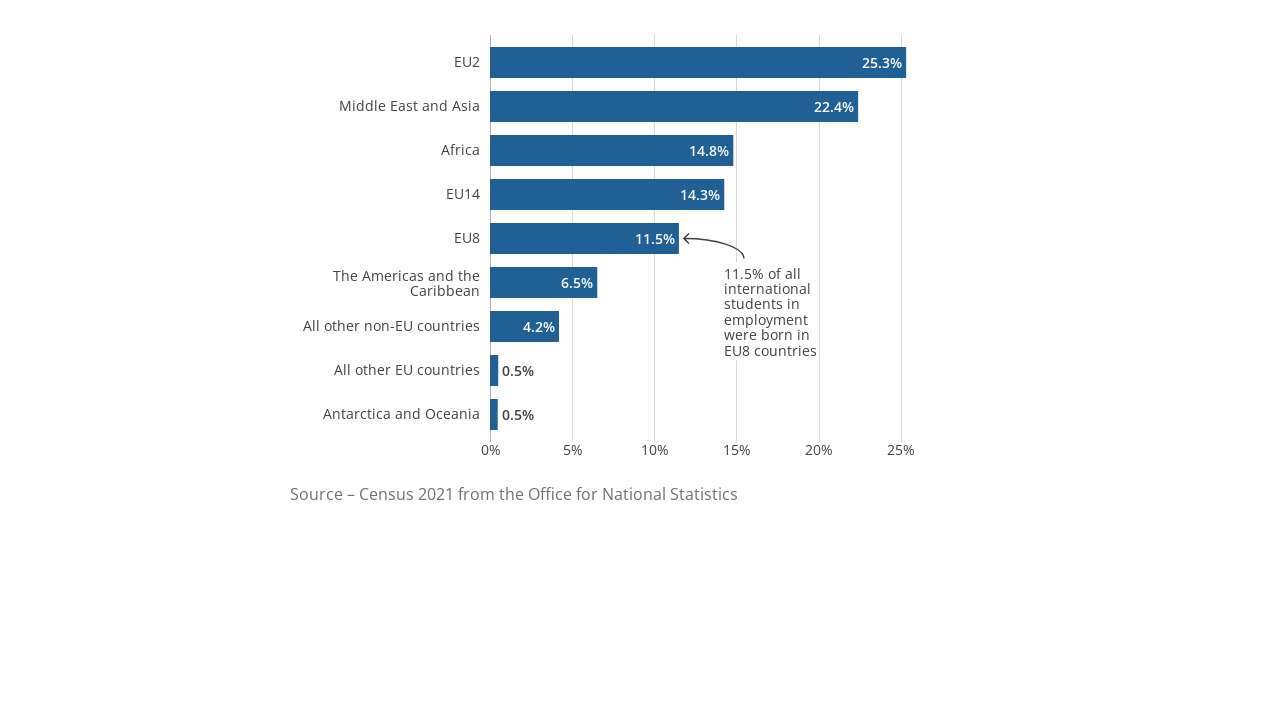 EU2
25.3%
Middle East and Asia
22.4%
Africa
14.8%
EU14
14.3%
EU8
11.5%
The Americas and the
Caribbean
6.5%
11.5% of all
international
students in
employment
were born in
EU8 countries
All other non-EU countries
4.2%
All other EU countries
0.5%
Antarctica and Oceania
0.5%
0% 5% 10% 15% 20% 25%
Source – Census 2021 from the Office for National Statistics